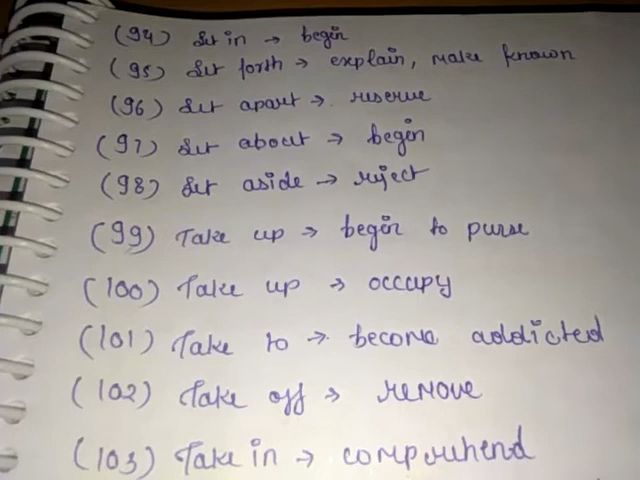 (94) Set in → begin
(95) Set forth → explain, make known
(96) Set apart → reserve
(97) Set about → begin
(98) Set aside → reject
(99) Take up → begin to purse
(100) Take up → occupy
(101) Take to → become addicted
(102) Take off → remove
(103) Take in → comprehend